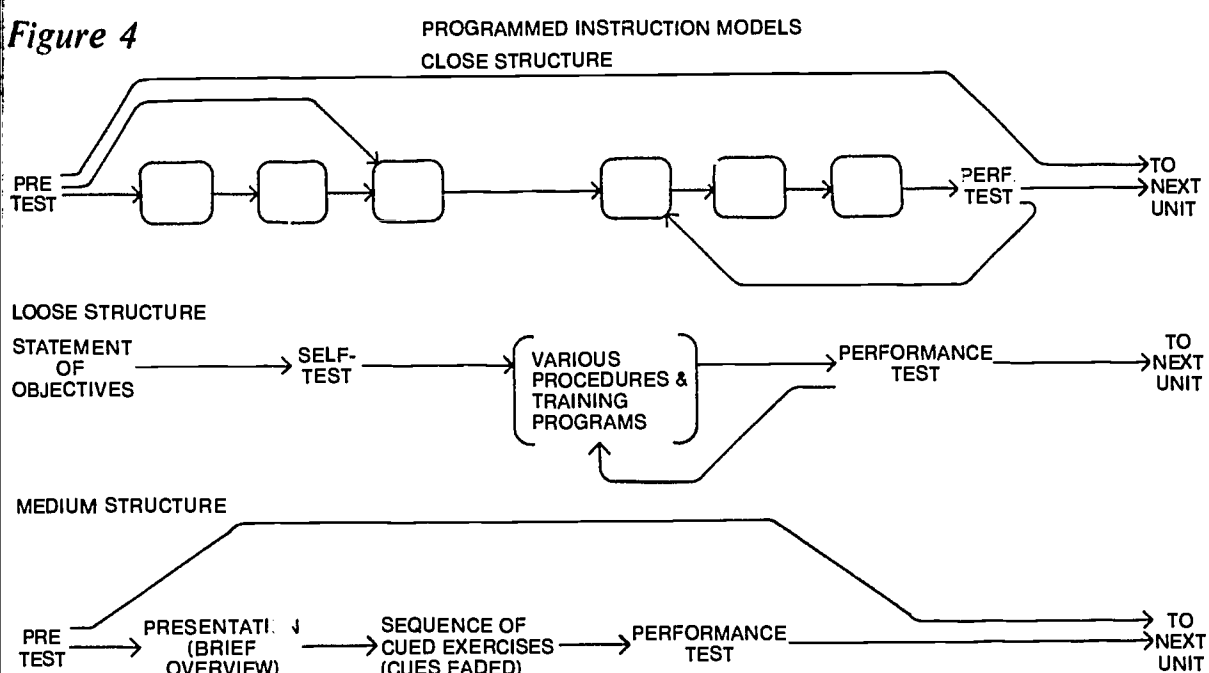 Figure 4
PROGRAMMED INSTRUCTION MODELS
CLOSE STRUCTURE
PRE
TEST
PERF.
TEST
TO
NEXT
UNIT
LOOSE STRUCTURE
STATEMENT
OF
OBJECTIVES
SELF-
TEST
VARIOUS
PROCEDURES &
TRAINING
PROGRAMS
PERFORMANCE
TEST
TO
NEXT
UNIT
MEDIUM STRUCTURE
PRE
TEST
(BRIEF
OVERVIEW)
SEQUENCE OF
CUED EXERCISES
(CUES FADED)
PERFORMANCE
TEST
TO
NEXT
UNIT